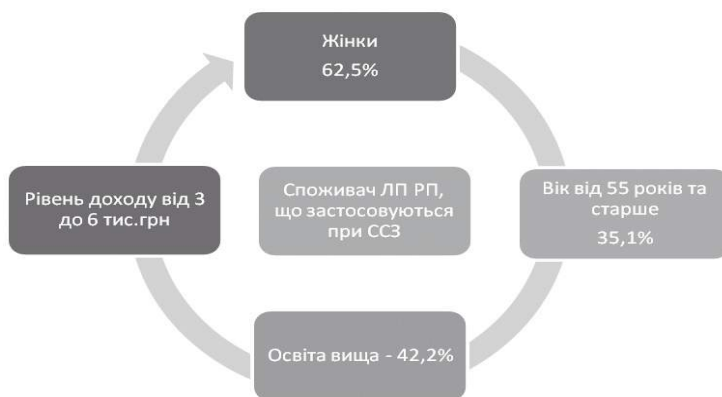 Жінки
62,5%
Рівень доходу від 3
до 6 тис.грн
Споживач ЛП РП,
що застосовуються
при ССЗ
Вік від 55 років та
старше
35,1%
Освіта вища - 42,2%